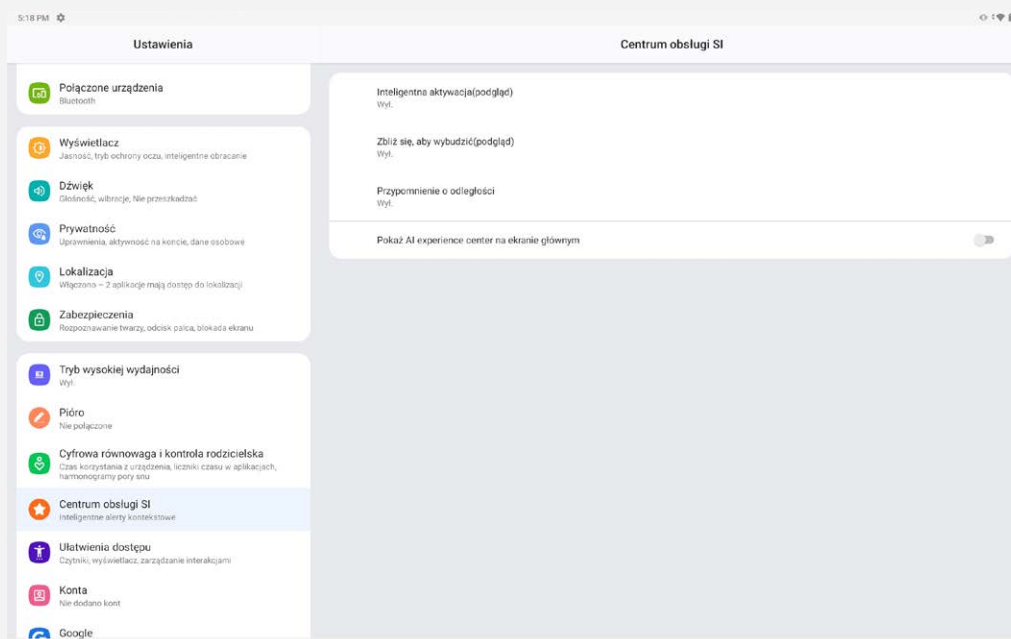 5:18 PM
Ustawienia
Centrum obsługi SI
Połączone urządzenia
Bluetooth
Wyświetlacz
Jasność, tryb ochrony oczu, inteligentne obracanie
Dźwięk
Głośność, wibracje, Nie przeszkadzać
Prywatność
Uprawnienia, aktywność na koncie, dane osobowe
Lokalizacja
Włączono – 2 aplikacje mają dostęp do lokalizacji
Zabezpieczenia
Rozpoznawanie twarzy, odcisk palca, blokada ekranu
Tryb wysokiej wydajności
Wył.
Pióro
Nie połączone
Cyfrowa równowaga i kontrola rodzicielska
Czas korzystania z urządzenia, liczniki czasu w aplikacjach,
harmonogramy pory snu
Centrum obsługi SI
Inteligentne alerty kontekstowe
Ułatwienia dostępu
Czytniki, wyświetlacz, zarządzanie interakcjami
Konta
Nie dodano kont
Google
Inteligentna aktywacja(podgląd)
Wył.
Zbliż się, aby wybudzić(podgląd)
Wył.
Przypomnienie o odległości
Wył.
Pokaż AI experience center na ekranie głównym